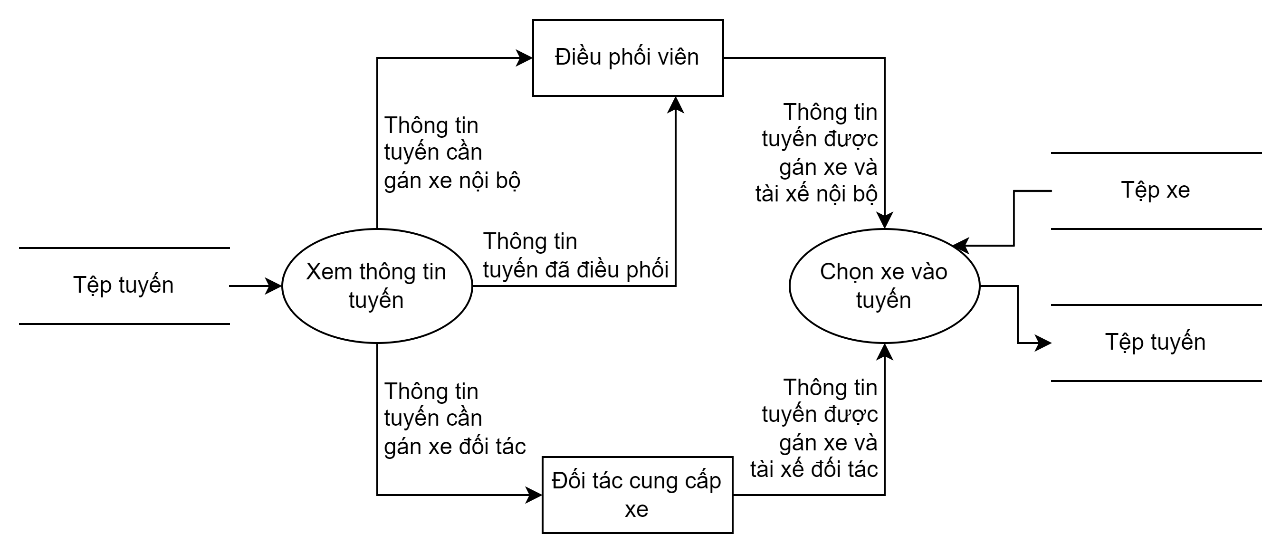 Điều phối viên
Thông tin
tuyến cần
gán xe nội bộ
Thông tin
tuyến được
gán xe và
tài xế nội bộ
Tệp xe
Thông tin
tuyến đã điều phối
Tệp tuyến
Xem thông tin
tuyến
Chọn xe vào
tuyến
Tệp tuyến
Thông tin
tuyến cần
gán xe đối tác
Thông tin
tuyến được
gán xe và
tài xế đối tác
Đối tác cung cấp
xe